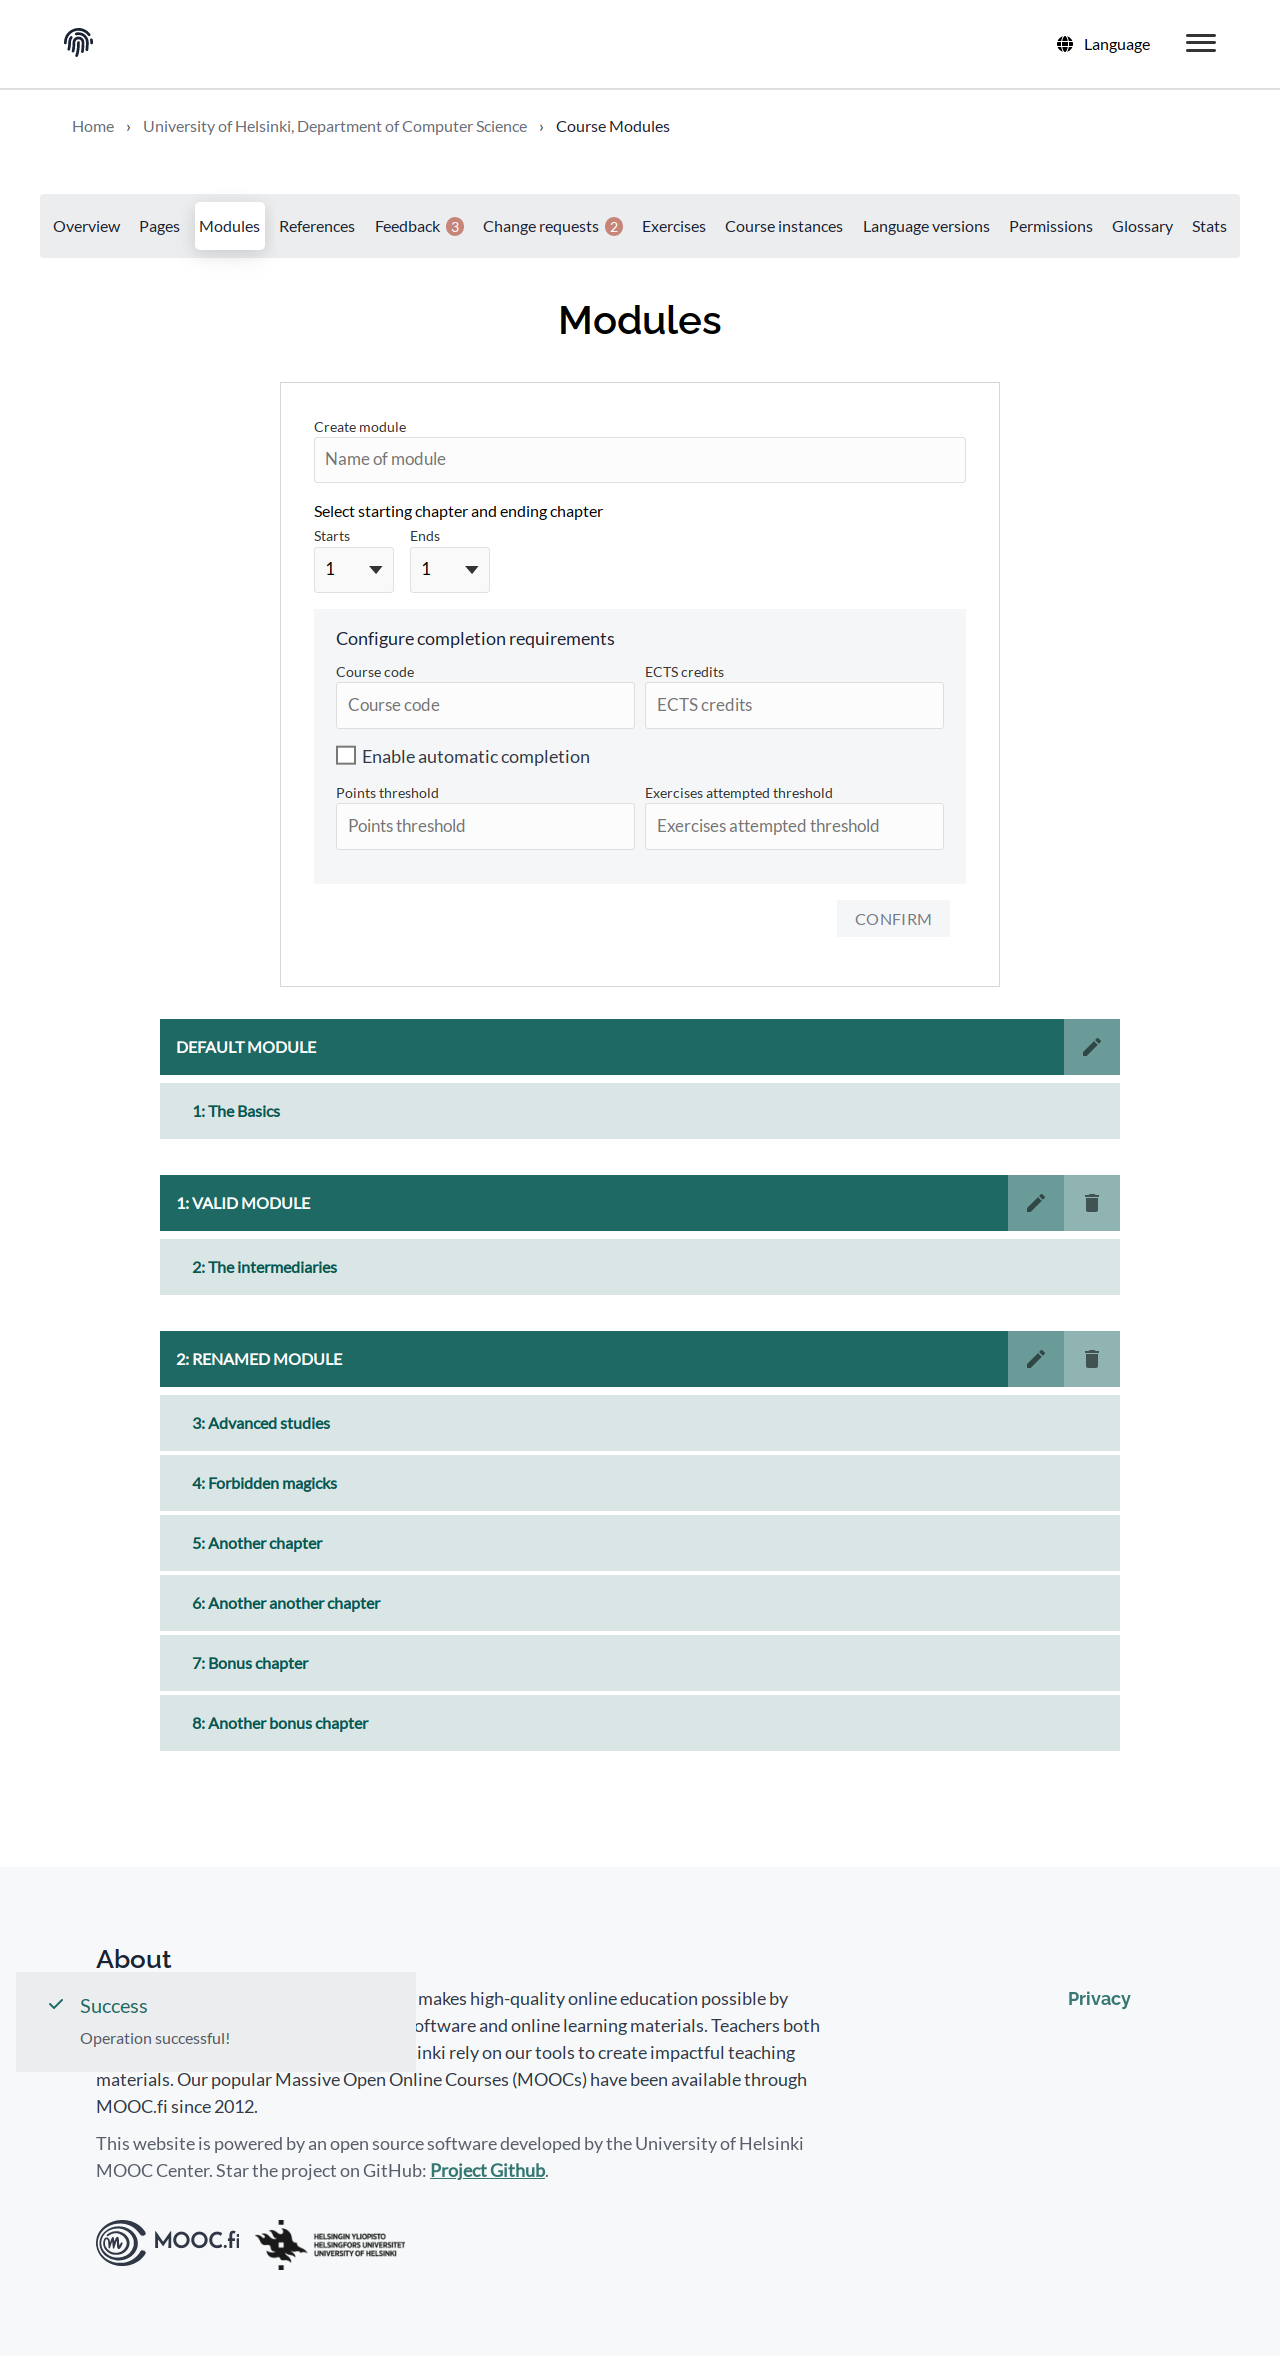 Language
Home › University of Helsinki, Department of Computer Science › Course Modules
Overview Pages Modules References Feedback 3 Change requests 2 Exercises Course instances Language versions Permissions Glossary Stats
Modules
Create module
Name of module
Select starting chapter and ending chapter
Starts Ends
1 1
Configure completion requirements
Course code ECTS credits
Course code ECTS credits
Enable automatic completion
Points threshold Exercises attempted threshold
Points threshold Exercises attempted threshold
CONFIRM
DEFAULT MODULE
1: The Basics
1: VALID MODULE
2: The intermediaries
2: RENAMED MODULE
3: Advanced studies
4: Forbidden magicks
5: Another chapter
6: Another another chapter
7: Bonus chapter
8: Another bonus chapter
About
Success
Operation successful!
makes high-quality online education possible by
oftware and online learning materials. Teachers both
inki rely on our tools to create impactful teaching
materials. Our popular Massive Open Online Courses (MOOCs) have been available through
MOOC.fi since 2012.
Privacy
This website is powered by an open source software developed by the University of Helsinki
MOOC Center. Star the project on GitHub: Project Github.
MOOC.fi
HELSINGIN YLIOPISTO
HELSINGFORS UNIVERSITET
UNIVERSITY OF HELSINKI